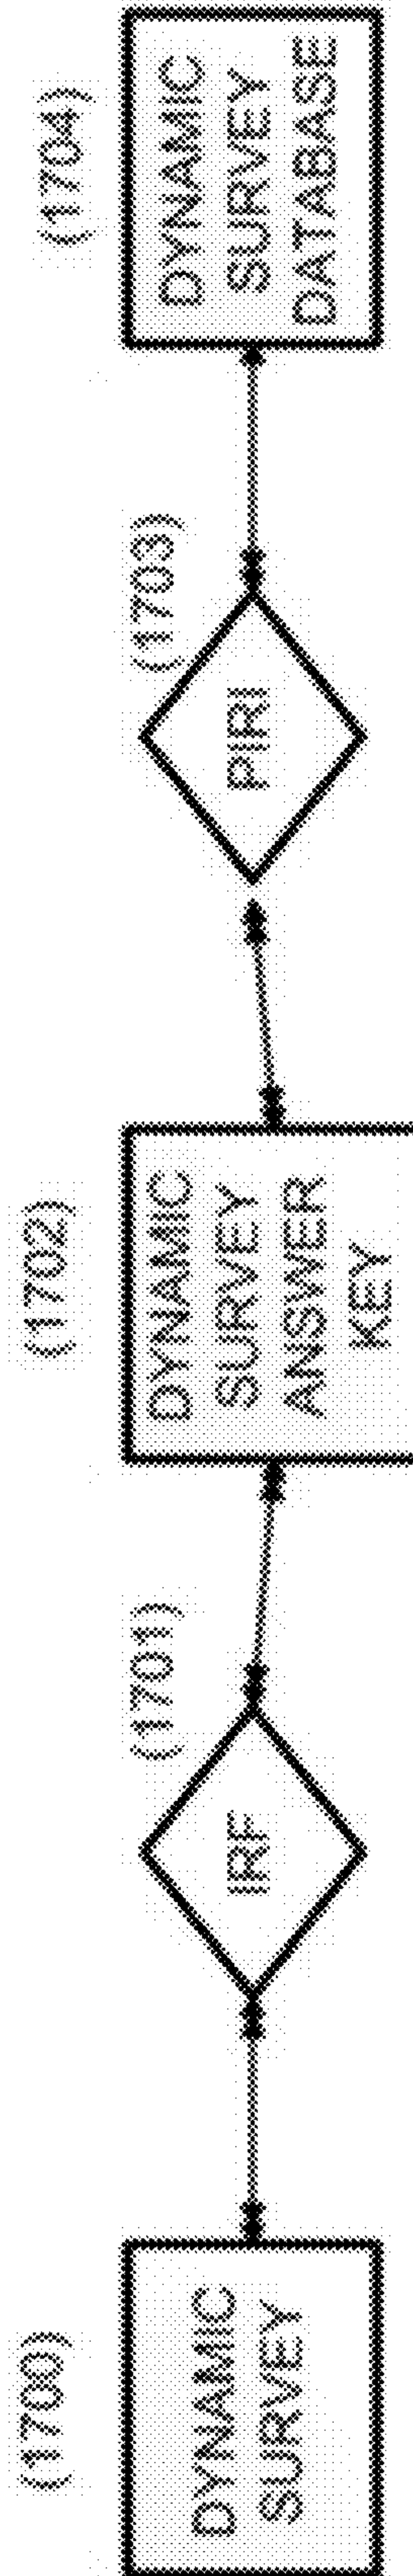 (1700)
DYNAMIC
SURVEY
(1701)
IRF
(1702)
DYNAMIC
SURVEY
ANSWER
KEY
(1703)
PIRI
(1704)
DYNAMIC
SURVEY
DATABASE